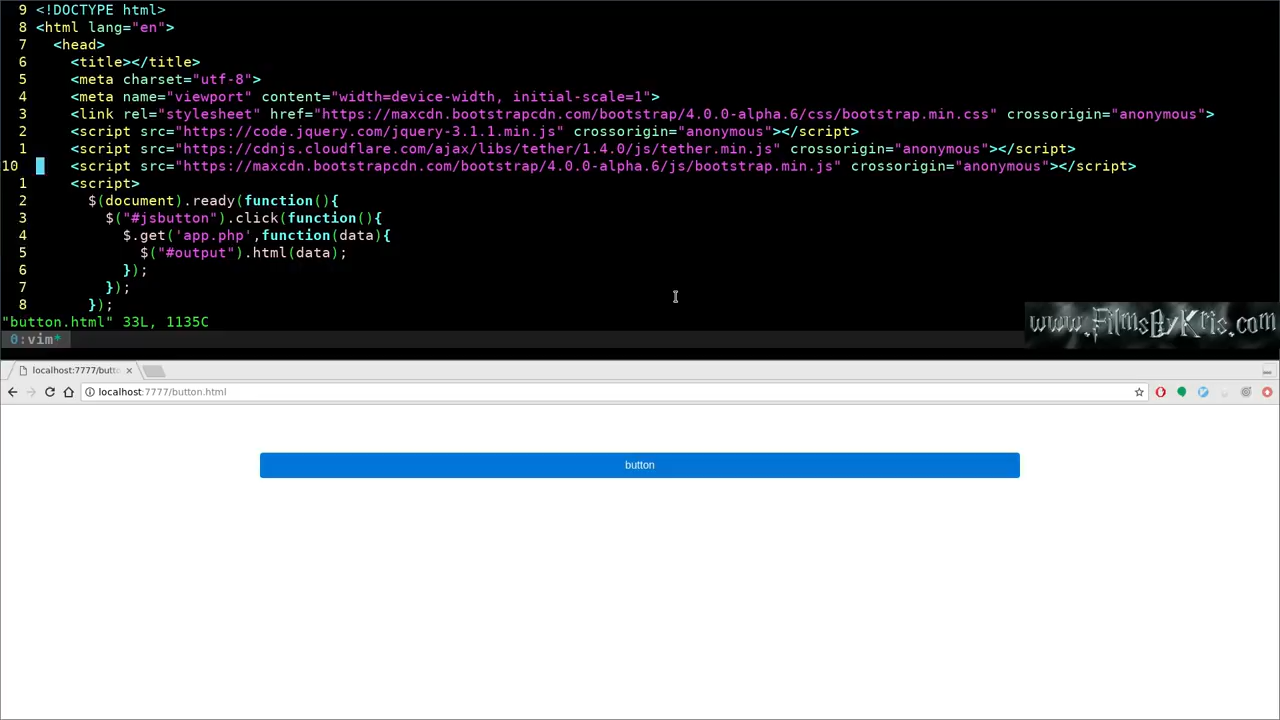 9 <!DOCTYPE html>
8 <html lang="en">
7   <head>
6     <title></title>
5     <meta charset="utf-8">
4     <meta name="viewport" content="width=device-width, initial-scale=1">
3     <link rel="stylesheet" href="https://maxcdn.bootstrapcdn.com/bootstrap/4.0.0-alpha.6/css/bootstrap.min.css" crossorigin="anonymous">
2     <script src="https://code.jquery.com/jquery-3.1.1.min.js" crossorigin="anonymous"></script>
1     <script src="https://cdnjs.cloudflare.com/ajax/libs/tether/1.4.0/js/tether.min.js" crossorigin="anonymous"></script>
10     <script src="https://maxcdn.bootstrapcdn.com/bootstrap/4.0.0-alpha.6/js/bootstrap.min.js" crossorigin="anonymous"></script>
1     <script>
2       $(document).ready(function(){
3         $("#jsbutton").click(function(){
4           $.get('app.php',function(data){
5             $("#output").html(data);
6           });
7         });
8       });
"button.html" 33L, 1135C
www.FilmsByKris.com
0:vim*
localhost:7777/butt
localhost:7777/button.html
button